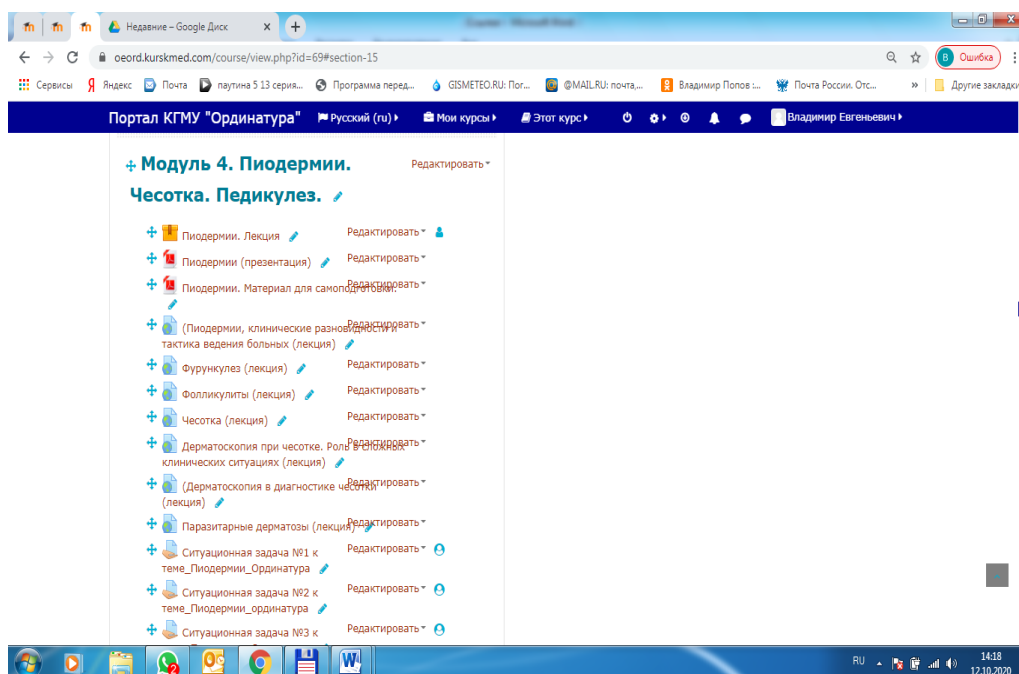 Недавние – Google Диск
oeord.kurskmed.com/course/view.php?id=69#section-15
Ошибка
Сервисы Яндекс Почта паутина 5 13 серия... Программа перед... GISMETEO.RU: Пог... @MAIL.RU: почта,... Владимир Попов :... Почта России. Отс... » Другие закладки
Портал КГМУ "Ординатура" Русский (ru) Мои курсы Этот курс Владимир Евгеньевич
Модуль 4. Пиодермии. Редактировать
Чесотка. Педикулез.
Пиодермии. Лекция Редактировать
Пиодермии (презентация) Редактировать
Пиодермии. Материал для самоподготовки. Редактировать
(Пиодермии, клинические разновидности и Редактировать
тактика ведения больных (лекция)
Фурункулез (лекция) Редактировать
Фолликулиты (лекция) Редактировать
Чесотка (лекция) Редактировать
Дерматоскопия при чесотке. Роль в сложных Редактировать
клинических ситуациях (лекция)
(Дерматоскопия в диагностике чесотки Редактировать
(лекция)
Паразитарные дерматозы (лекция) Редактировать
Ситуационная задача №1 к Редактировать
теме_Пиодермии_Ординатура
Ситуационная задача №2 к Редактировать
теме_Пиодермии_ординатура
Ситуационная задача №3 к Редактировать
RU 14:18
12.10.2020